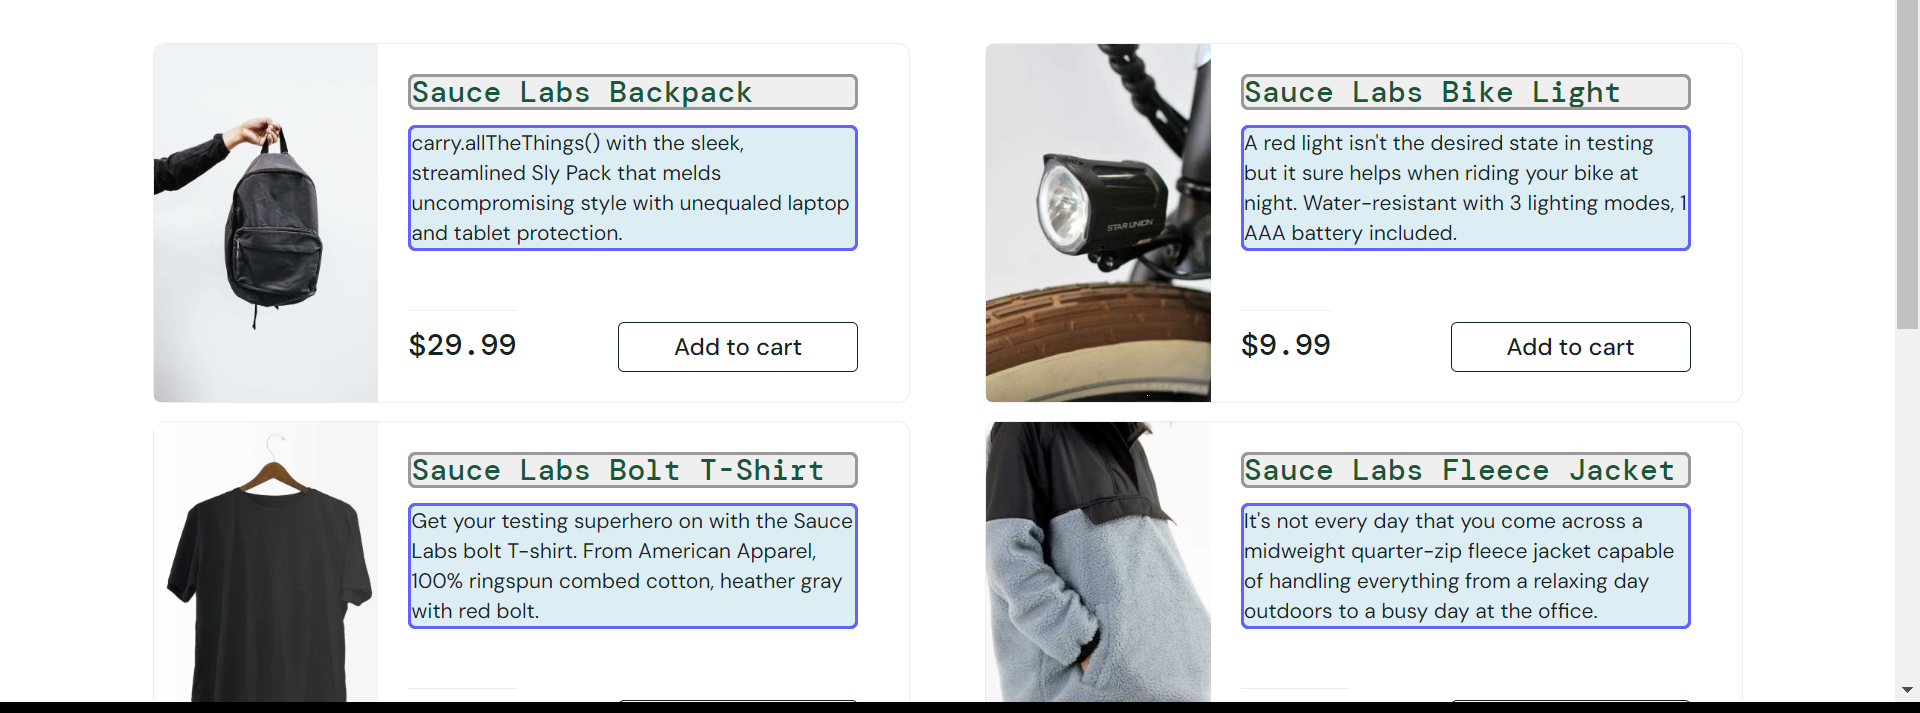 Sauce Labs Backpack
carry.allTheThings() with the sleek,
streamlined Sly Pack that melds
uncompromising style with unequaled laptop
and tablet protection.
$29.99
Add to cart
Sauce Labs Bike Light
A red light isn't the desired state in testing
but it sure helps when riding your bike at
night. Water-resistant with 3 lighting modes, 1
AAA battery included.
STAR UNION
$9.99
Add to cart
Sauce Labs Bolt T-Shirt
Get your testing superhero on with the Sauce
Labs bolt T-shirt. From American Apparel,
100% ringspun combed cotton, heather gray
with red bolt.
Sauce Labs Fleece Jacket
It's not every day that you come across a
midweight quarter-zip fleece jacket capable
of handling everything from a relaxing day
outdoors to a busy day at the office.